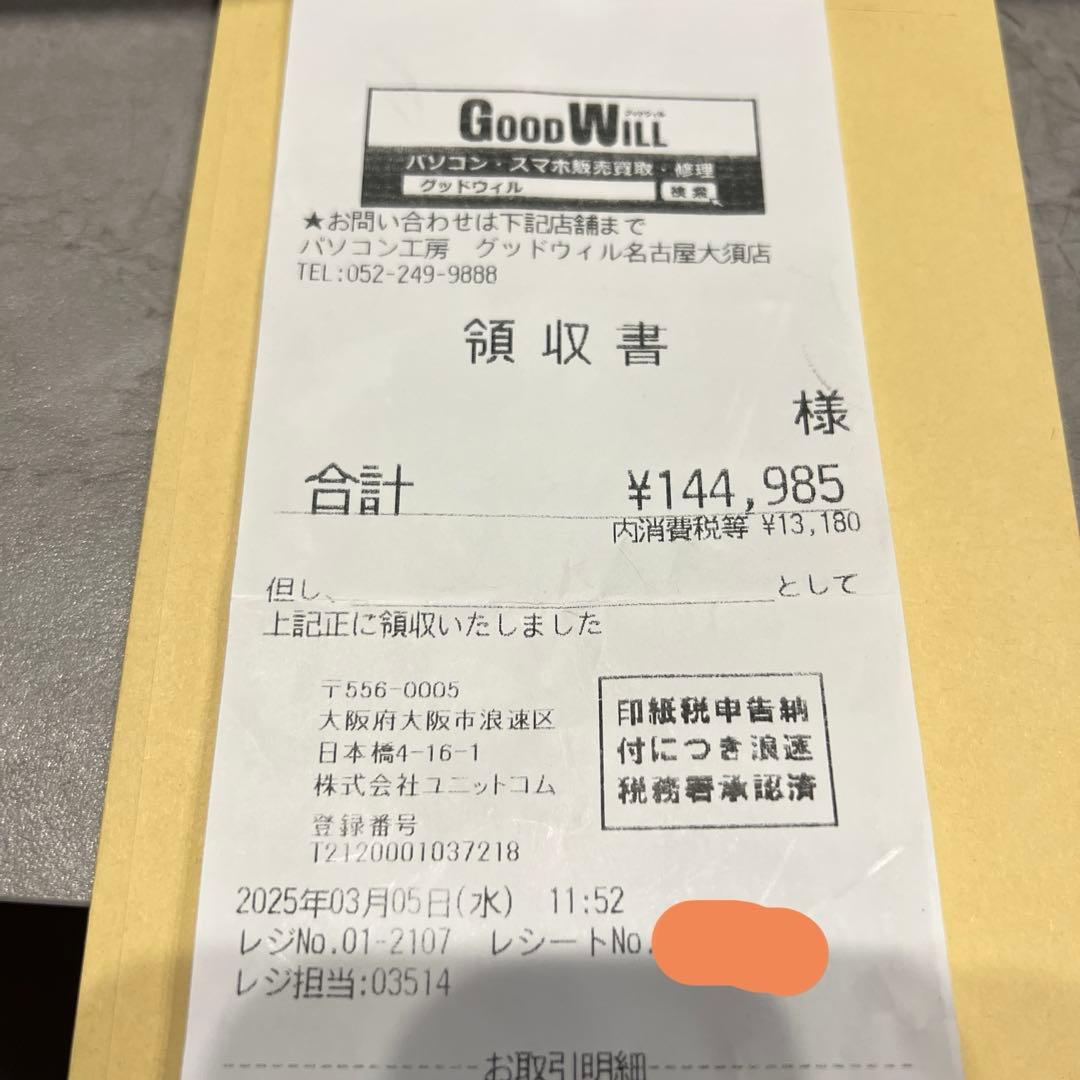 GOODWILL グッドウィル
パソコン・スマホ販売買取・修理
グッドウィル 検索
★お問い合わせは下記店舗まで
パソコン工房 グッドウィル名古屋大須店
TEL:052-249-9888
領収書
様
合計 ¥144,985
内消費税等 ¥13,180
但し、 として
上記正に領収いたしました
〒556-0005
大阪府大阪市浪速区
日本橋4-16-1
株式会社ユニットコム
登録番号
T2120001037218
印紙税申告納
付につき浪速
税務署承認済
2025年03月05日(水) 11:52
レジNo.01-2107 レシートNo.
レジ担当:03514
お取引明細